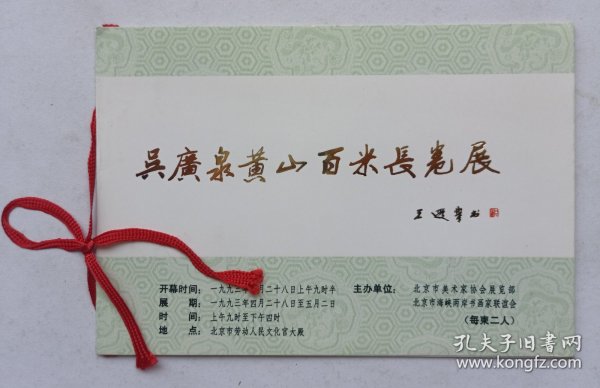 吳廣泉黄山百米長卷展
王遐舉书
开幕时间：一九九三年 月二十八日上午九时半
展　　期：一九九三年四月二十八日至五月二日
时　　间：上午九时至下午四时
地　　点：北京市劳动人民文化宫大殿
主办单位：北京市美术家协会展览部
北京市海峡两岸书画家联谊会
（每柬二人）
孔夫子旧书网
www.kongfz.com